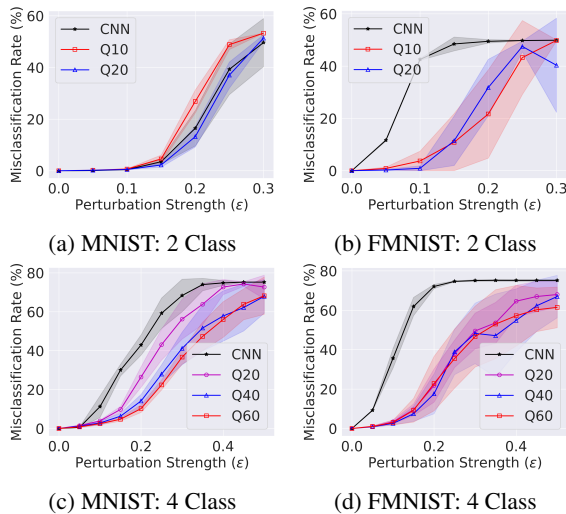 Misclassification Rate (%)
60
40
20
0
CNN
Q10
Q20
0.0 0.1 0.2 0.3
Perturbation Strength (ε)
(a) MNIST: 2 Class
Misclassification Rate (%)
60
40
20
0
CNN
Q10
Q20
0.0 0.1 0.2 0.3
Perturbation Strength (ε)
(b) FMNIST: 2 Class
Misclassification Rate (%)
80
60
40
20
0
CNN
Q20
Q40
Q60
0.0 0.2 0.4
Perturbation Strength (ε)
(c) MNIST: 4 Class
Misclassification Rate (%)
80
60
40
20
0
CNN
Q20
Q40
Q60
0.0 0.2 0.4
Perturbation Strength (ε)
(d) FMNIST: 4 Class